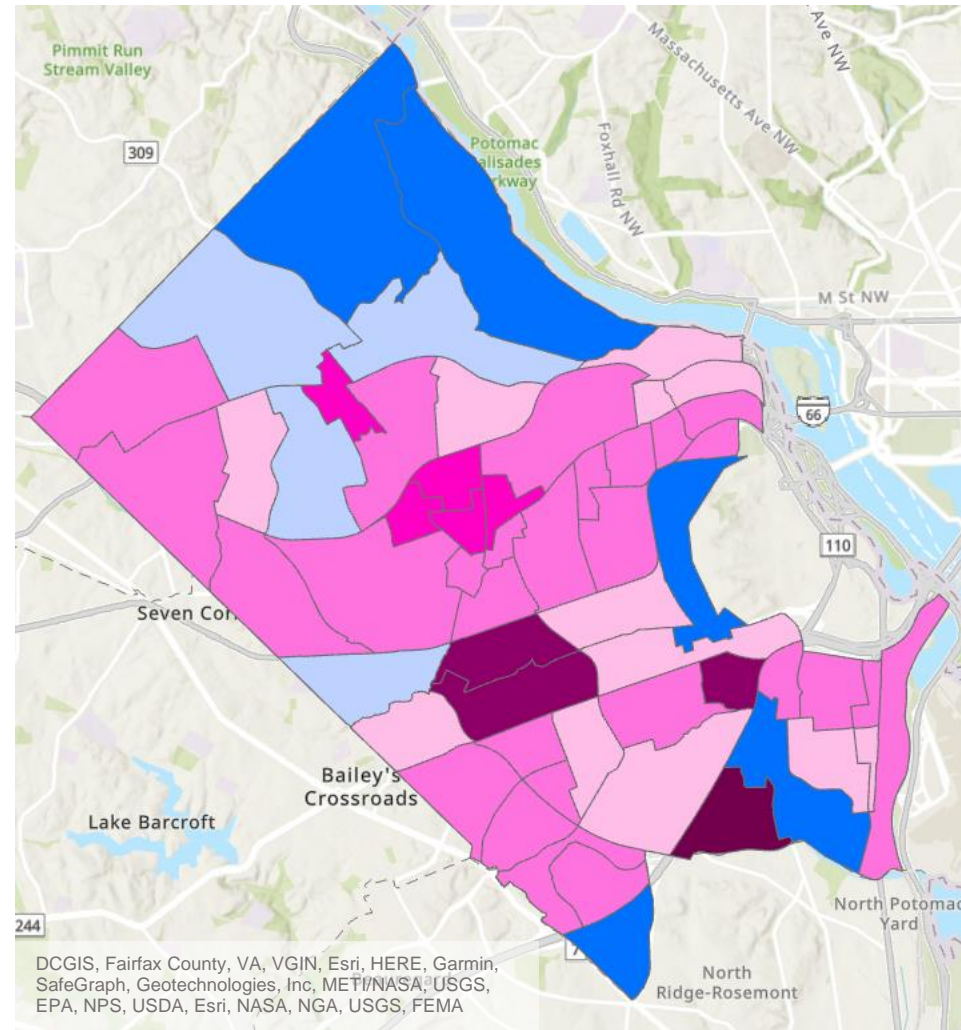 Pimmit Run
Stream Valley
309
Potomac
alisades
rkway
Massachusetts Ave NW
Ave NW
Foxhall Rd NW
M St NW
66
110
Seven Cor
Bailey's
Crossroads
Lake Barcroft
244
7
North Potomac
Yard
North
Ridge-Rosemont
DCGIS, Fairfax County, VA, VGIN, Esri, HERE, Garmin,
SafeGraph, Geotechnologies, Inc, METI/NASA, USGS,
EPA, NPS, USDA, Esri, NASA, NGA, USGS, FEMA